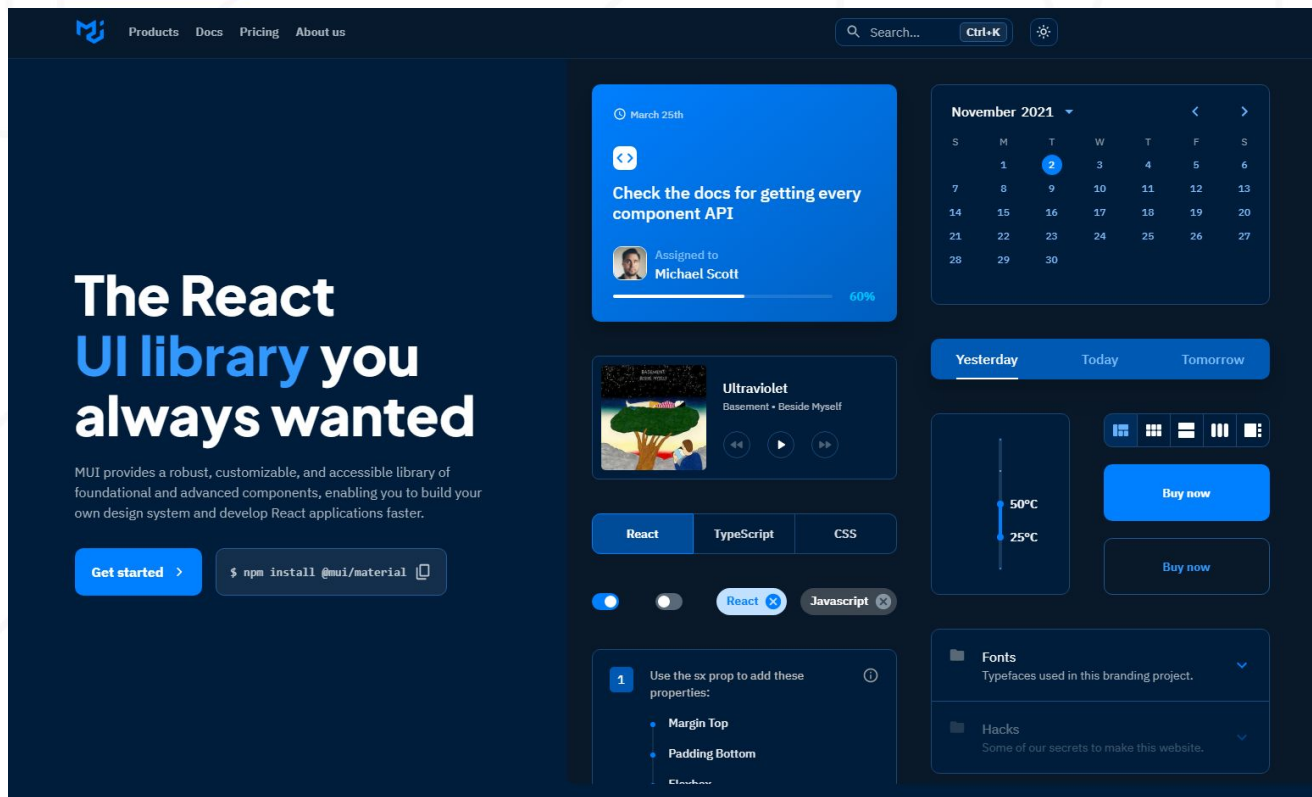 Products Docs Pricing About us
Search... Ctrl+K
The React
UI library you
always wanted
MUI provides a robust, customizable, and accessible library of
foundational and advanced components, enabling you to build your
own design system and develop React applications faster.
Get started
$ npm install @mui/material
March 25th
Check the docs for getting every
component API
Assigned to
Michael Scott
60%
BASEMENT
Ultraviolet
Basement • Beside Myself
React TypeScript CSS
React Javascript
1 Use the sx prop to add these
properties:
Margin Top
Padding Bottom
Flexbox
November 2021
S M T W T F S
1 2 3 4 5 6
7 8 9 10 11 12 13
14 15 16 17 18 19 20
21 22 23 24 25 26 27
28 29 30
Yesterday Today Tomorrow
50°C
25°C
Buy now
Buy now
Fonts
Typefaces used in this branding project.
Hacks
Some of our secrets to make this website.